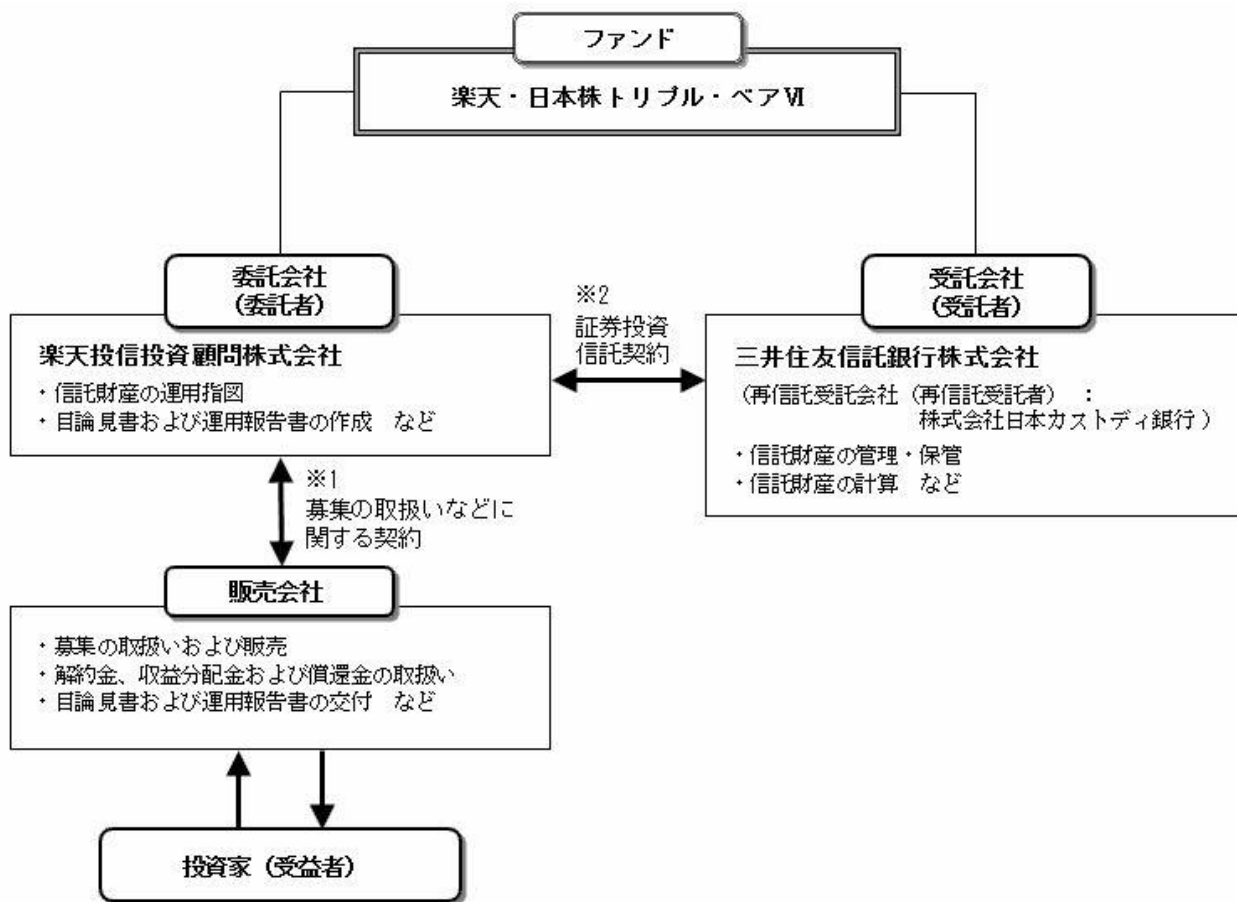 ファンド
楽天・日本株トリプル・ベアⅥ
委託会社
(委託者)
楽天投信投資顧問株式会社
・信託財産の運用指図
・目論見書および運用報告書の作成　など
※2
証券投資
信託契約
受託会社
(受託者)
三井住友信託銀行株式会社
(再信託受託会社（再信託受託者）：
株式会社日本カストディ銀行)
・信託財産の管理・保管
・信託財産の計算　など
※1
募集の取扱いなどに
関する契約
販売会社
・募集の取扱いおよび販売
・解約金、収益分配金および償還金の取扱い
・目論見書および運用報告書の交付　など
投資家（受益者）